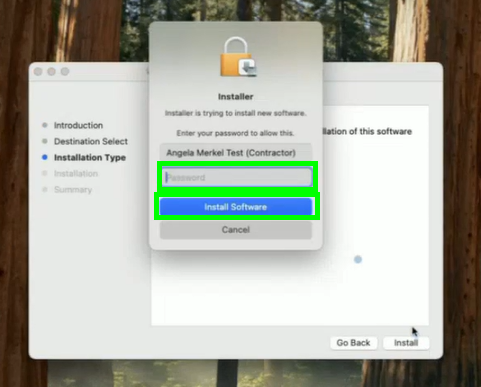 Installer
Installer is trying to install new software.
Enter your password to allow this.
Angela Merkel Test (Contractor)
Password
Install Software
Cancel
Introduction
Destination Select
Installation Type
Installation
Summary
llation of this software
Go Back
Install